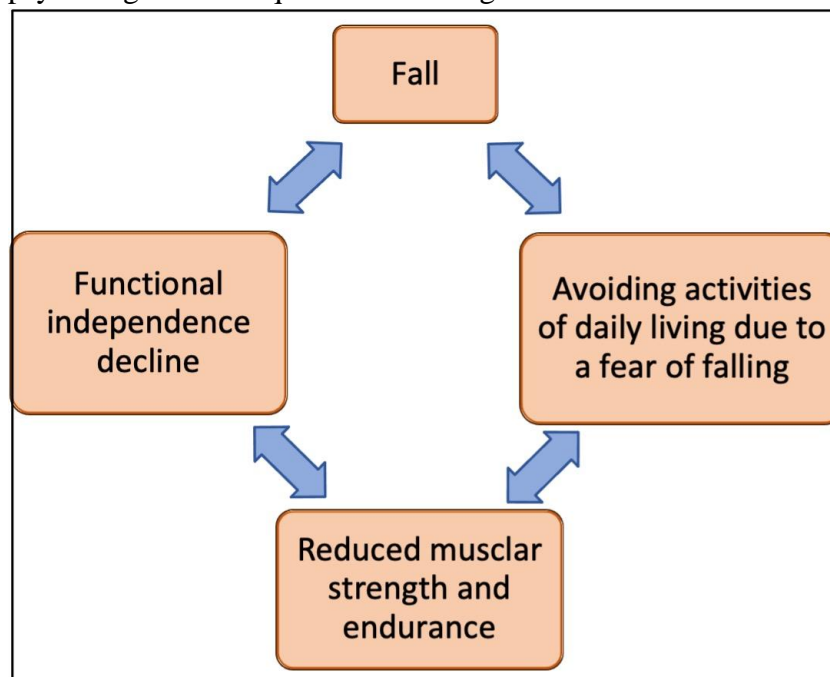 Fall
Functional
independence
decline
Avoiding activities
of daily living due to
a fear of falling
Reduced musclar
strength and
endurance